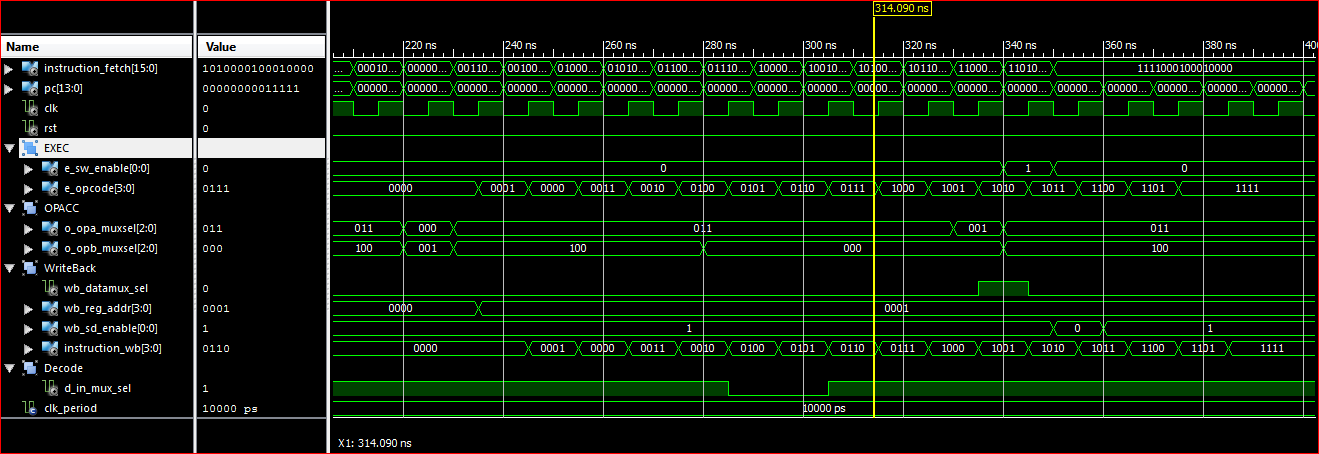 314.090 ns
Name Value 220 ns 240 ns 260 ns 280 ns 300 ns 320 ns 340 ns 360 ns 380 ns 400
instruction_fetch[15:0] 1010000100010000 ... 00010... 00000... 00110... 00100... 01000... 01010... 01100... 01110... 10000... 10010... 10100... 10110... 11000... 11010... 1111000100010000
pc[13:0] 00000000011111 ... 00000... 00000... 00000... 00000... 00000... 00000... 00000... 00000... 00000... 00000... 00000... 00000... 00000... 00000... 00000... 00000... 00000... 00000... 00000...
clk 0
rst 0
EXEC
e_sw_enable[0:0] 0 0 1 0
e_opcode[3:0] 0111 0000 0001 0000 0011 0010 0100 0101 0110 0111 1000 1001 1010 1011 1100 1101 1111
OPACC
o_opa_muxsel[2:0] 011 011 000 011 001 011
o_opb_muxsel[2:0] 000 100 001 100 000 100
WriteBack
wb_datamux_sel 0
wb_reg_addr[3:0] 0001 0000 0001
wb_sd_enable[0:0] 1 1 0 1
instruction_wb[3:0] 0110 0000 0001 0000 0011 0010 0100 0101 0110 0111 1000 1001 1010 1011 1100 1101 1111
Decode
d_in_mux_sel 1
clk_period 10000 ps 10000 ps
X1: 314.090 ns